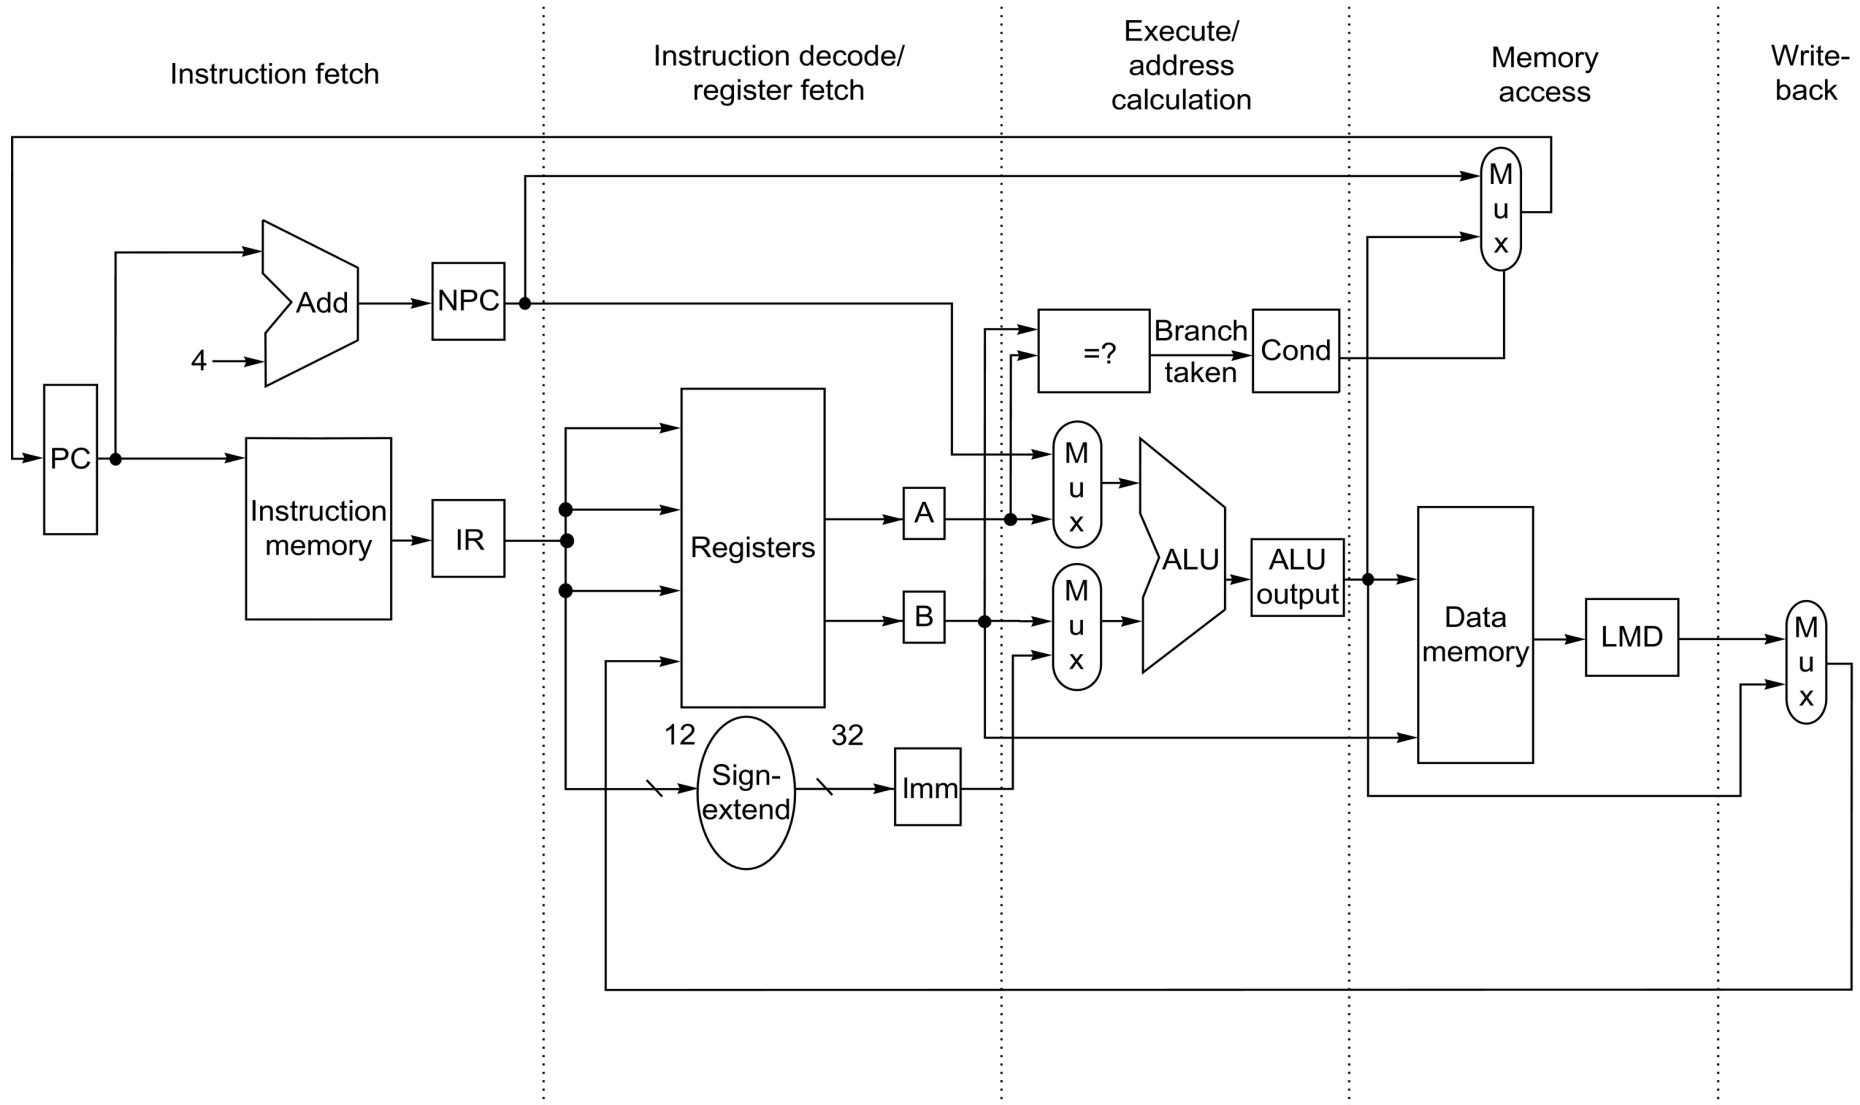 Instruction fetch
Instruction decode/
register fetch
Execute/
address
calculation
Memory
access
Write-
back
M
u
x
Add
NPC
4
=?
Branch
taken
Cond
PC
Instruction
memory
IR
Registers
A
B
M
u
x
M
u
x
ALU
ALU
output
Data
memory
LMD
M
u
x
12
32
Sign-
extend
Imm